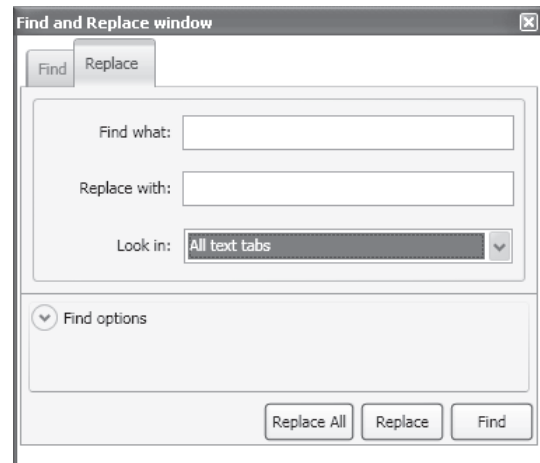 Find and Replace window
Find Replace
Find what:
Replace with:
Look in: All text tabs
Find options
Replace All Replace Find